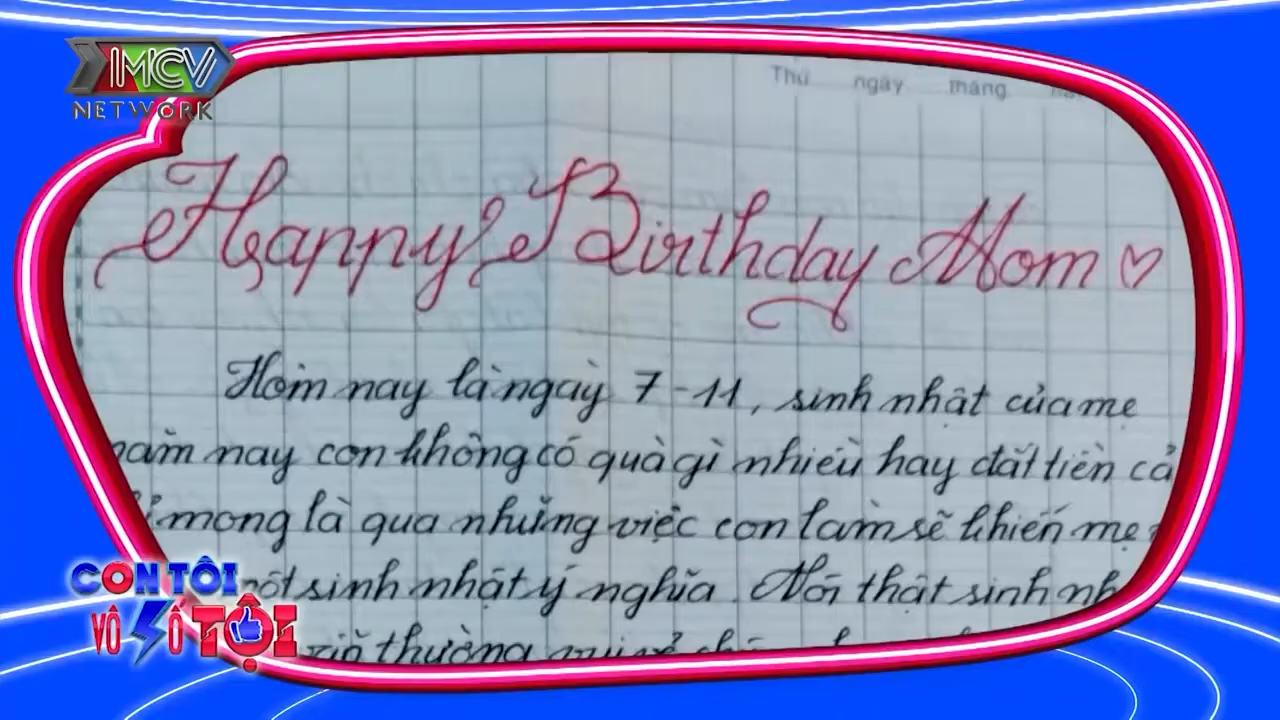 MCV
NETWORK
Thứ ngày tháng
Happy Birthday Mom
Hôm nay là ngày 7-11, sinh nhật của mẹ
năm nay con không có quà gì nhiều hay đắt tiền cả
mong là qua những việc con làm sẽ khiến mẹ
một sinh nhật ý nghĩa. Nói thật sinh nh
thường
CON TÔI
VÔ SỐ TỘI